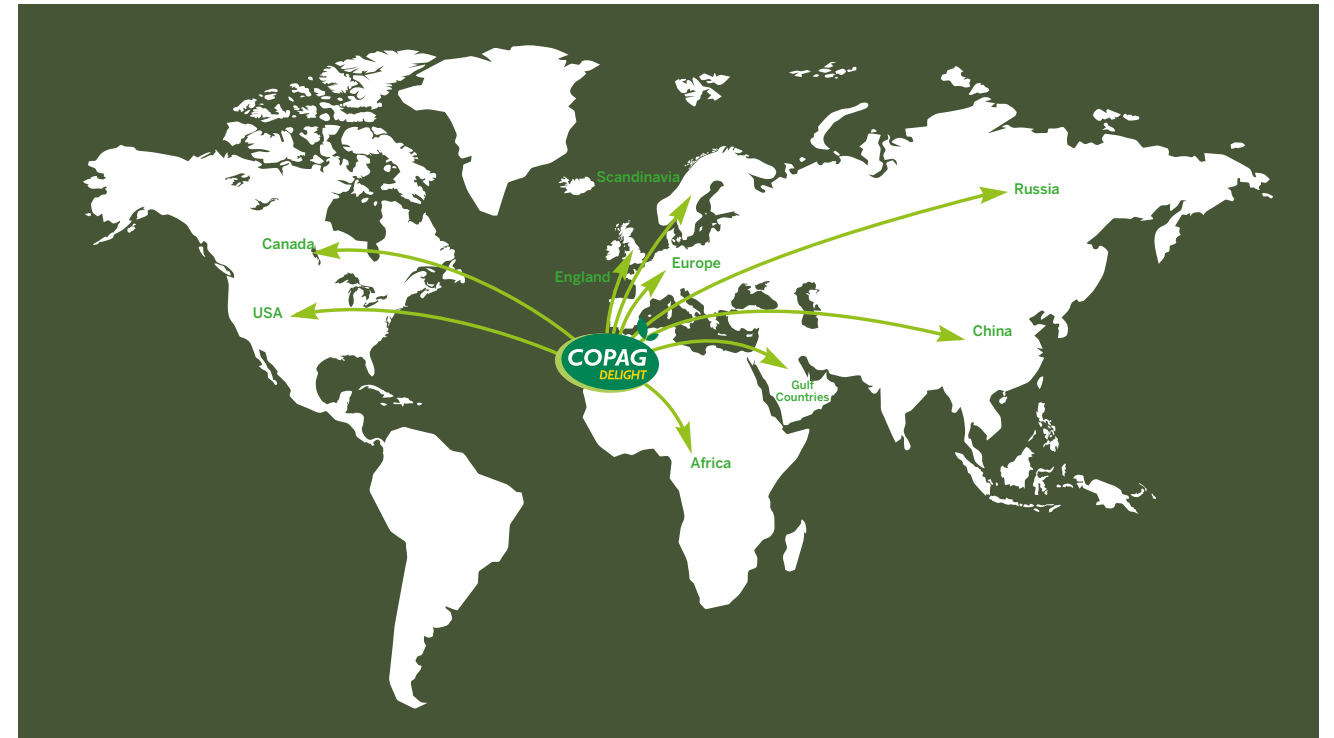 Scandinavia
Russia
Canada
Europe
England
USA
China
COPAG
DELIGHT
Gulf
Countries
Africa